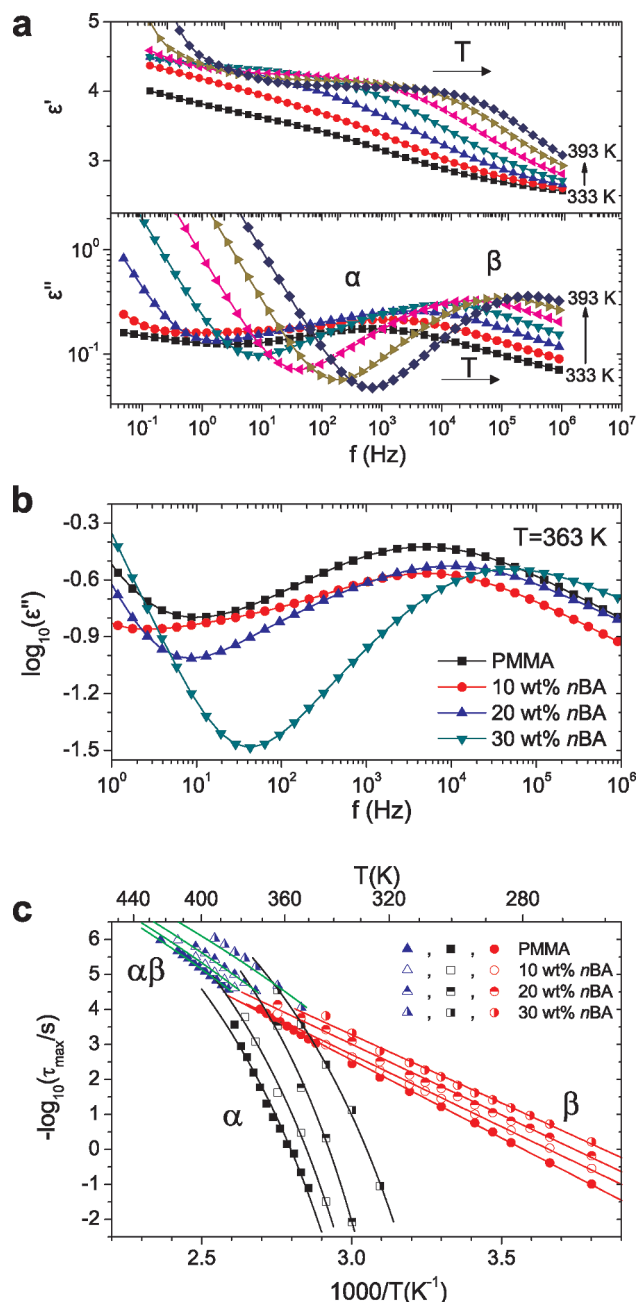 a
5
4
3
ε'
T
393 K
333 K
10⁰
10⁻¹
ε"
α
β
393 K
333 K
T
10⁻¹ 10⁰ 10¹ 10² 10³ 10⁴ 10⁵ 10⁶ 10⁷
f (Hz)
b
-0.3
-0.6
-0.9
-1.2
-1.5
log₁₀(ε")
T=363 K
PMMA
10 wt% nBA
20 wt% nBA
30 wt% nBA
10⁰ 10¹ 10² 10³ 10⁴ 10⁵ 10⁶
f (Hz)
c
T(K)
440 400 360 320 280
6
5
4
3
2
1
0
-1
-2
-log₁₀(τmax/s)
αβ
α
β
, , PMMA
, , 10 wt% nBA
, , 20 wt% nBA
, , 30 wt% nBA
2.5 3.0 3.5
1000/T(K⁻¹)